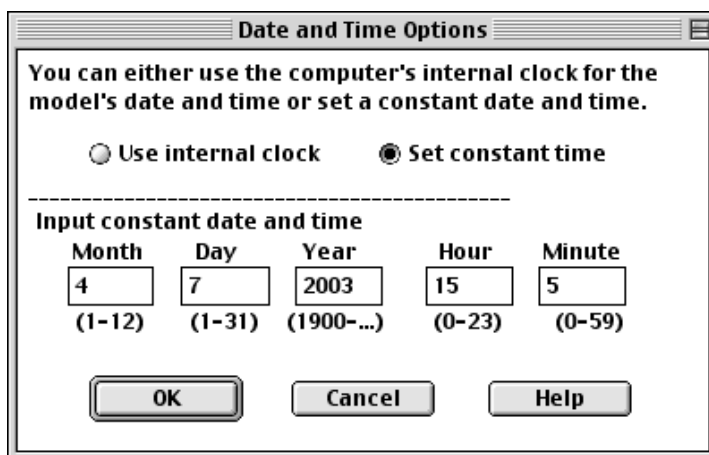 Date and Time Options
You can either use the computer's internal clock for the
model's date and time or set a constant date and time.
Use internal clock Set constant time
Input constant date and time
Month Day Year Hour Minute
4 7 2003 15 5
(1-12) (1-31) (1900-...) (0-23) (0-59)
OK Cancel Help